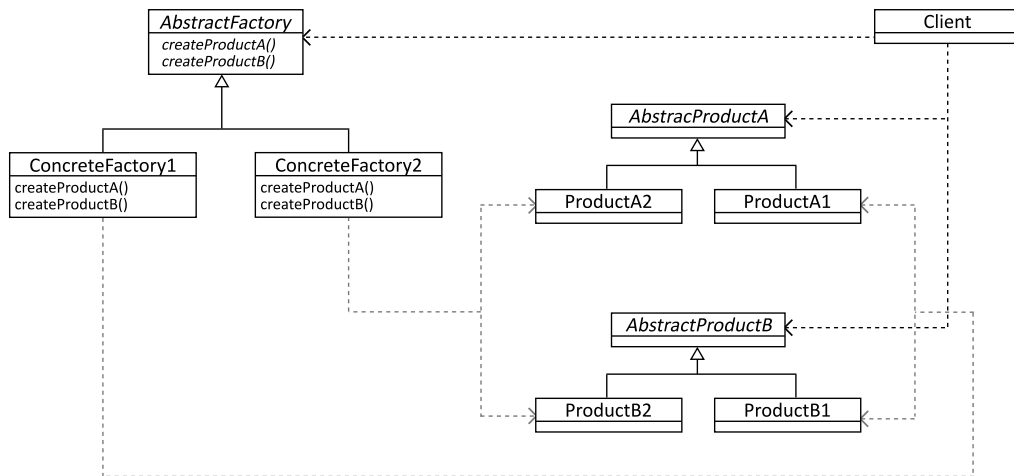 AbstractFactory
createProductA()
createProductB()
Client
AbstracProductA
ConcreteFactory1
createProductA()
createProductB()
ConcreteFactory2
createProductA()
createProductB()
ProductA2
ProductA1
AbstractProductB
ProductB2
ProductB1